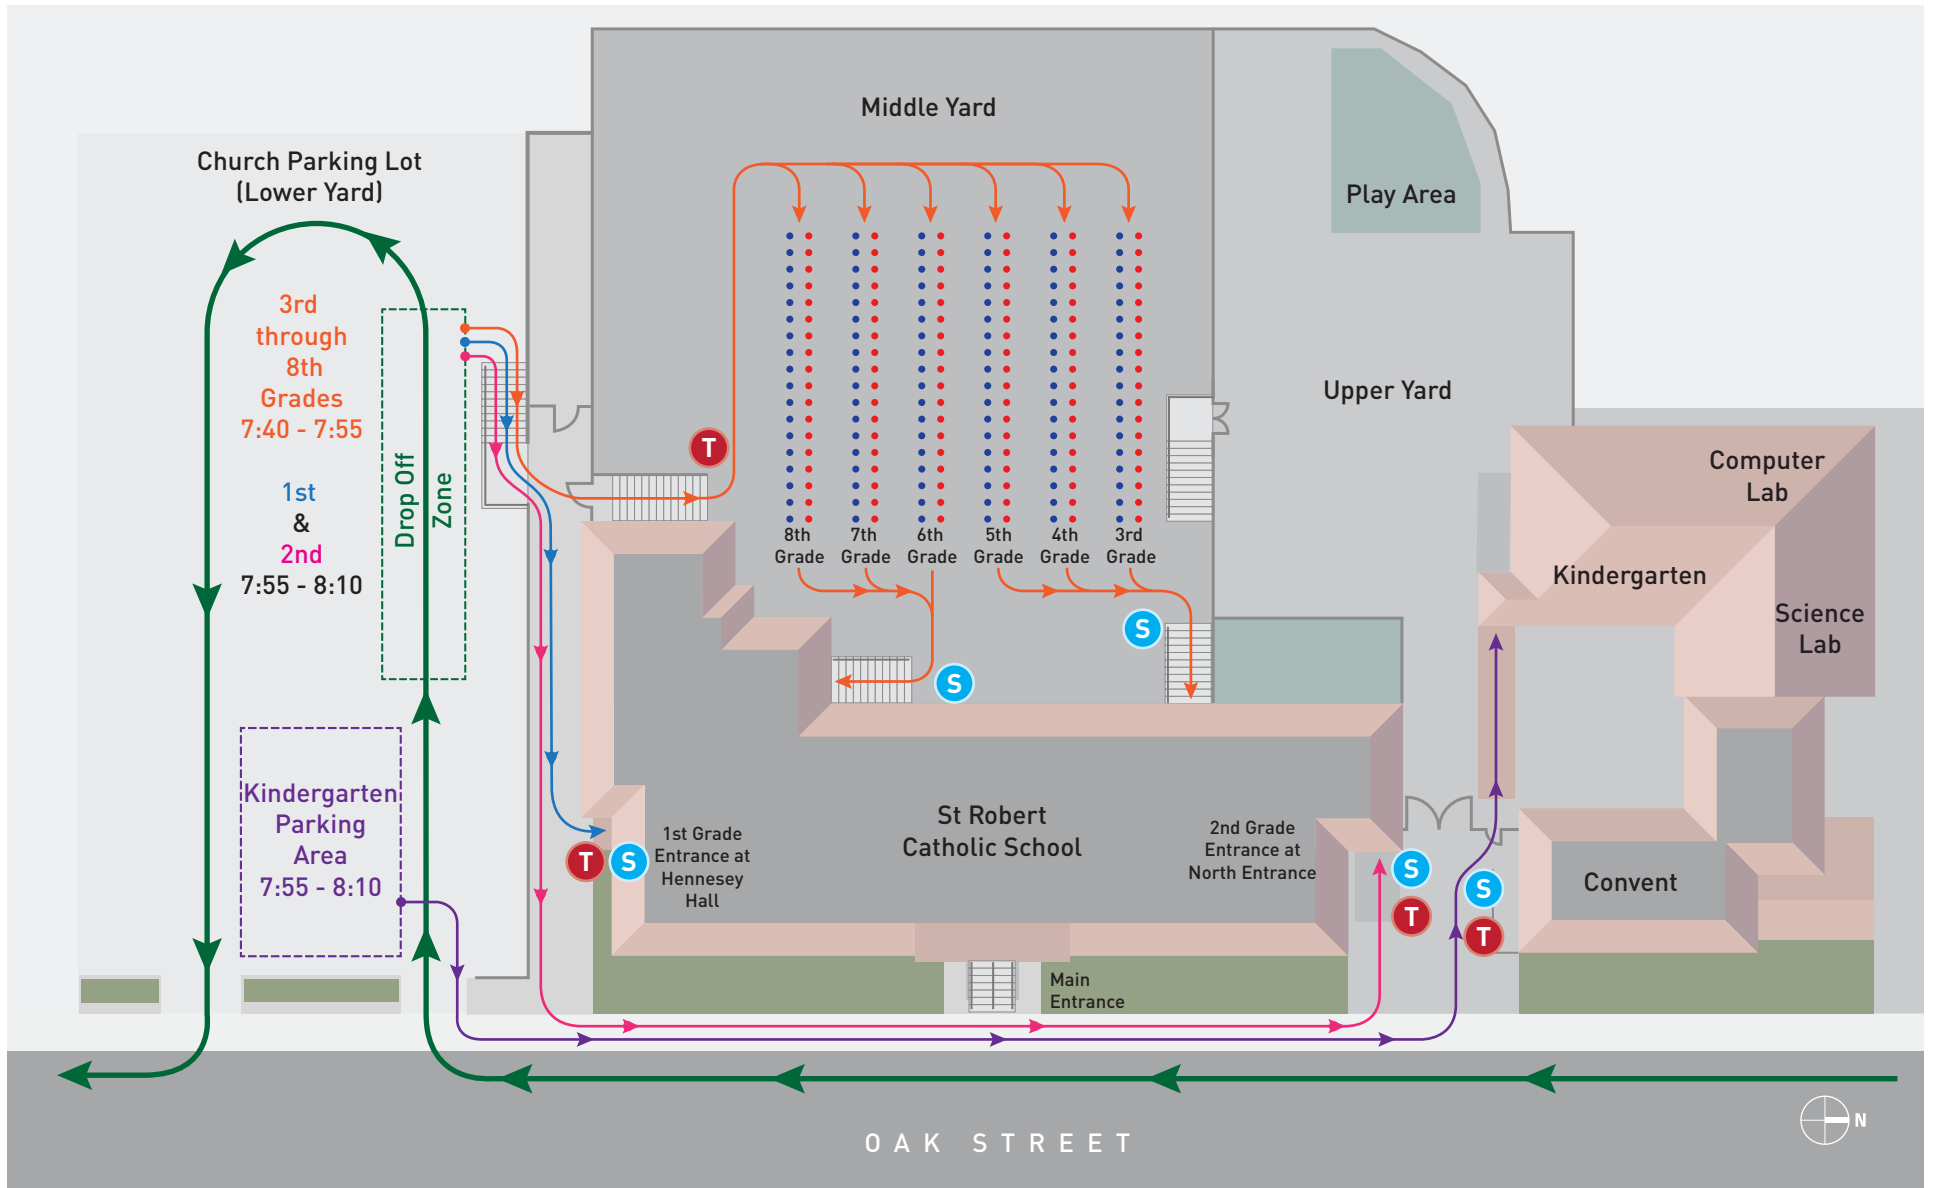 Middle Yard
Church Parking Lot
(Lower Yard)
Play Area
3rd
through
8th
Grades
7:40 - 7:55
1st
&
2nd
7:55 - 8:10
Drop Off
Zone
Upper Yard
T
8th
Grade
7th
Grade
6th
Grade
5th
Grade
4th
Grade
3rd
Grade
S
S
Computer
Lab
Kindergarten
Science
Lab
Kindergarten
Parking
Area
7:55 - 8:10
T
S
1st Grade
Entrance at
Hennesey
Hall
St Robert
Catholic School
2nd Grade
Entrance at
North Entrance
S
T
S
T
Convent
Main
Entrance
N
OAK STREET